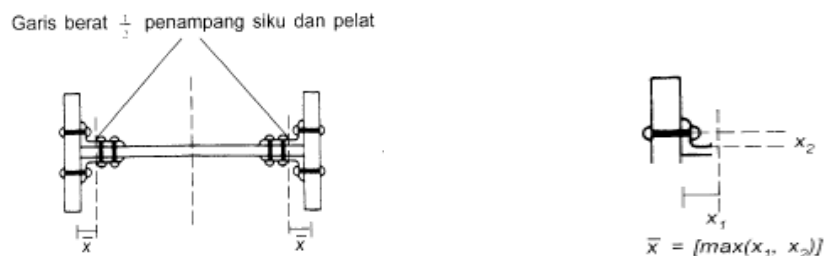 Garis berat ½ penampang siku dan pelat
x₂
x₁
x̄ x̄
x̄ = [max(x₁, x₂)]